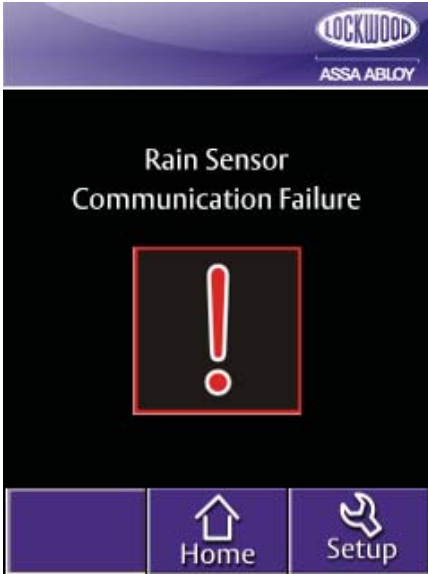 LOCKWOOD
ASSA ABLOY
Rain Sensor
Communication Failure
!
Home
Setup